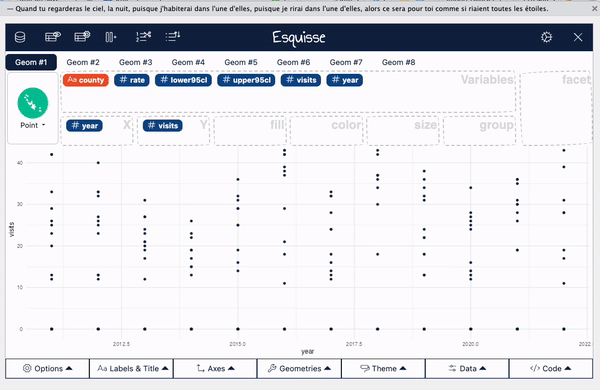 — Quand tu regarderas le ciel, la nuit, puisque j'habiterai dans l'une d'elles, puisque je rirai dans l'une d'elles, alors ce sera pour toi comme si riaient toutes les étoiles.
Esquisse
Geom #1 Geom #2 Geom #3 Geom #4 Geom #5 Geom #6 Geom #7 Geom #8
Aa county # rate # lower95cl # upper95cl # visits # year Variables facet
Point
# year X # visits Y fill color size group
40
30
20
10
0
visits
2012.5 2015.0 2017.5 2020.0 2022.
year
Options Aa Labels & Title Axes Geometries Theme Data </> Code